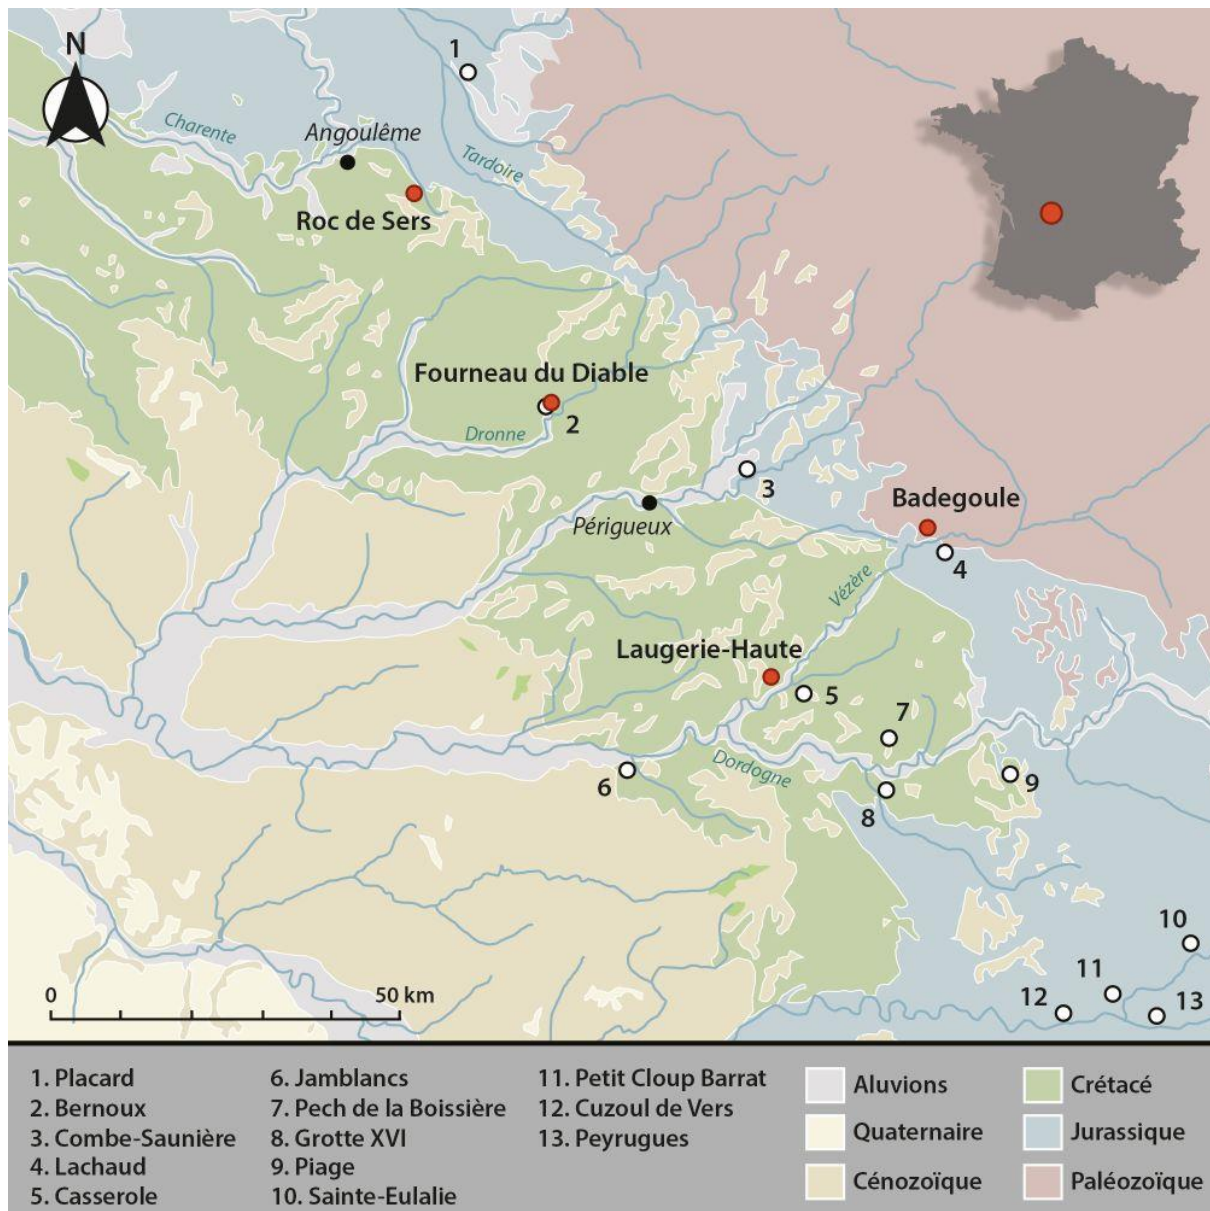 N
1
Charente
Angoulême
Tardoire
Roc de Sers
Fourneau du Diable
2
Dronne
3
Périgueux
Badegoule
4
Vézère
Laugerie-Haute
5
7
Dordogne
6
8
9
10
11
12
13
0 50 km
1. Placard
2. Bernoux
3. Combe-Saunière
4. Lachaud
5. Casserole
6. Jamblancs
7. Pech de la Boissière
8. Grotte XVI
9. Piage
10. Sainte-Eulalie
11. Petit Cloup Barrat
12. Cuzoul de Vers
13. Peyrugues
Aluvions
Quaternaire
Cénozoïque
Crétacé
Jurassique
Paléozoïque